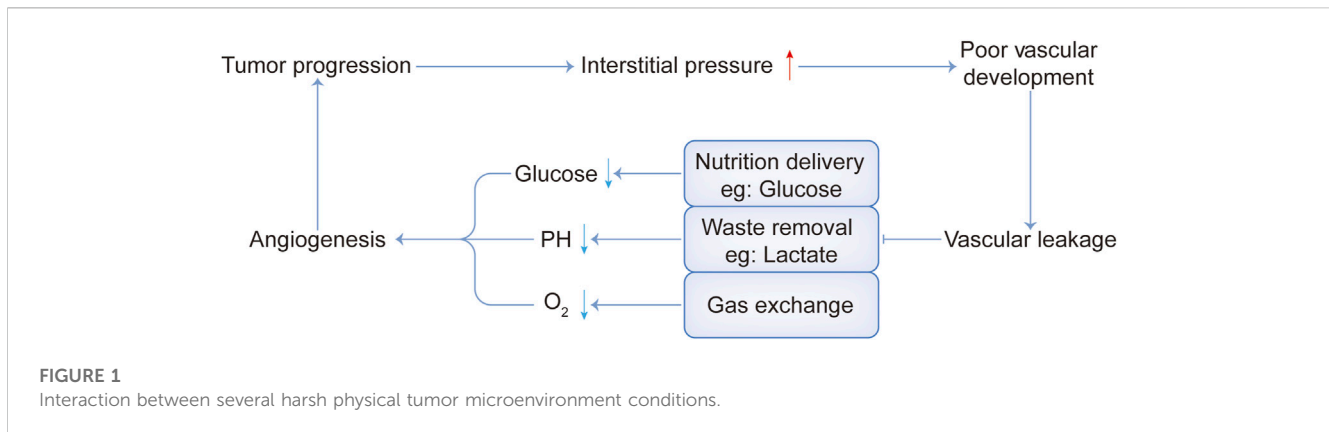 Tumor progression
Interstitial pressure
Poor vascular
development
Glucose
Nutrition delivery
eg: Glucose
Angiogenesis
PH
Waste removal
eg: Lactate
Vascular leakage
O₂
Gas exchange
FIGURE 1
Interaction between several harsh physical tumor microenvironment conditions.